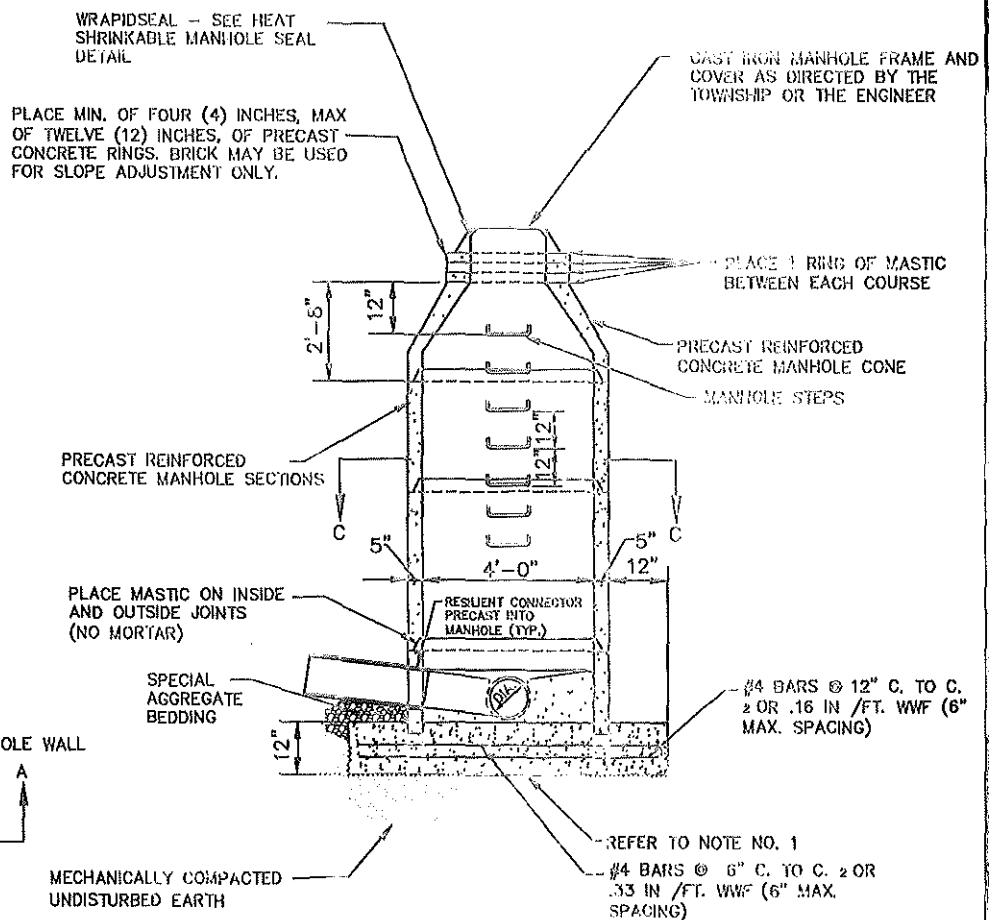 WRAPIDSEAL – SEE HEAT
SHRINKABLE MANHOLE SEAL
DETAIL
CAST IRON MANHOLE FRAME AND
COVER AS DIRECTED BY THE
TOWNSHIP OR THE ENGINEER
PLACE MIN. OF FOUR (4) INCHES, MAX
OF TWELVE (12) INCHES, OF PRECAST
CONCRETE RINGS. BRICK MAY BE USED
FOR SLOPE ADJUSTMENT ONLY.
PLACE 1 RING OF MASTIC
BETWEEN EACH COURSE
2'-8"
12"
PRECAST REINFORCED
CONCRETE MANHOLE CONE
MANHOLE STEPS
12"
12"
PRECAST REINFORCED
CONCRETE MANHOLE SECTIONS
C
C
5"
4'-0"
5"
12"
PLACE MASTIC ON INSIDE
AND OUTSIDE JOINTS
(NO MORTAR)
RESILIENT CONNECTOR
PRECAST INTO
MANHOLE (TYP.)
SPECIAL
AGGREGATE
BEDDING
DIA.
#4 BARS @ 12" C. TO C.
2 OR .16 IN /FT. WWF (6"
MAX. SPACING)
OLE WALL
A
12"
REFER TO NOTE NO. 1
#4 BARS @ 6" C. TO C. 2 OR
.33 IN /FT. WWF (6" MAX.
SPACING)
MECHANICALLY COMPACTED
UNDISTURBED EARTH